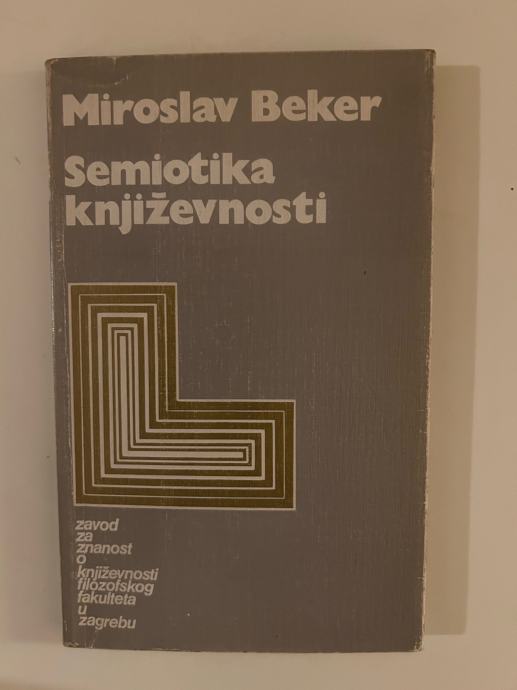 Miroslav Beker
Semiotika
književnosti
zavod
za
znanost
o
književnosti
filozofskog
fakulteta
u
zagrebu